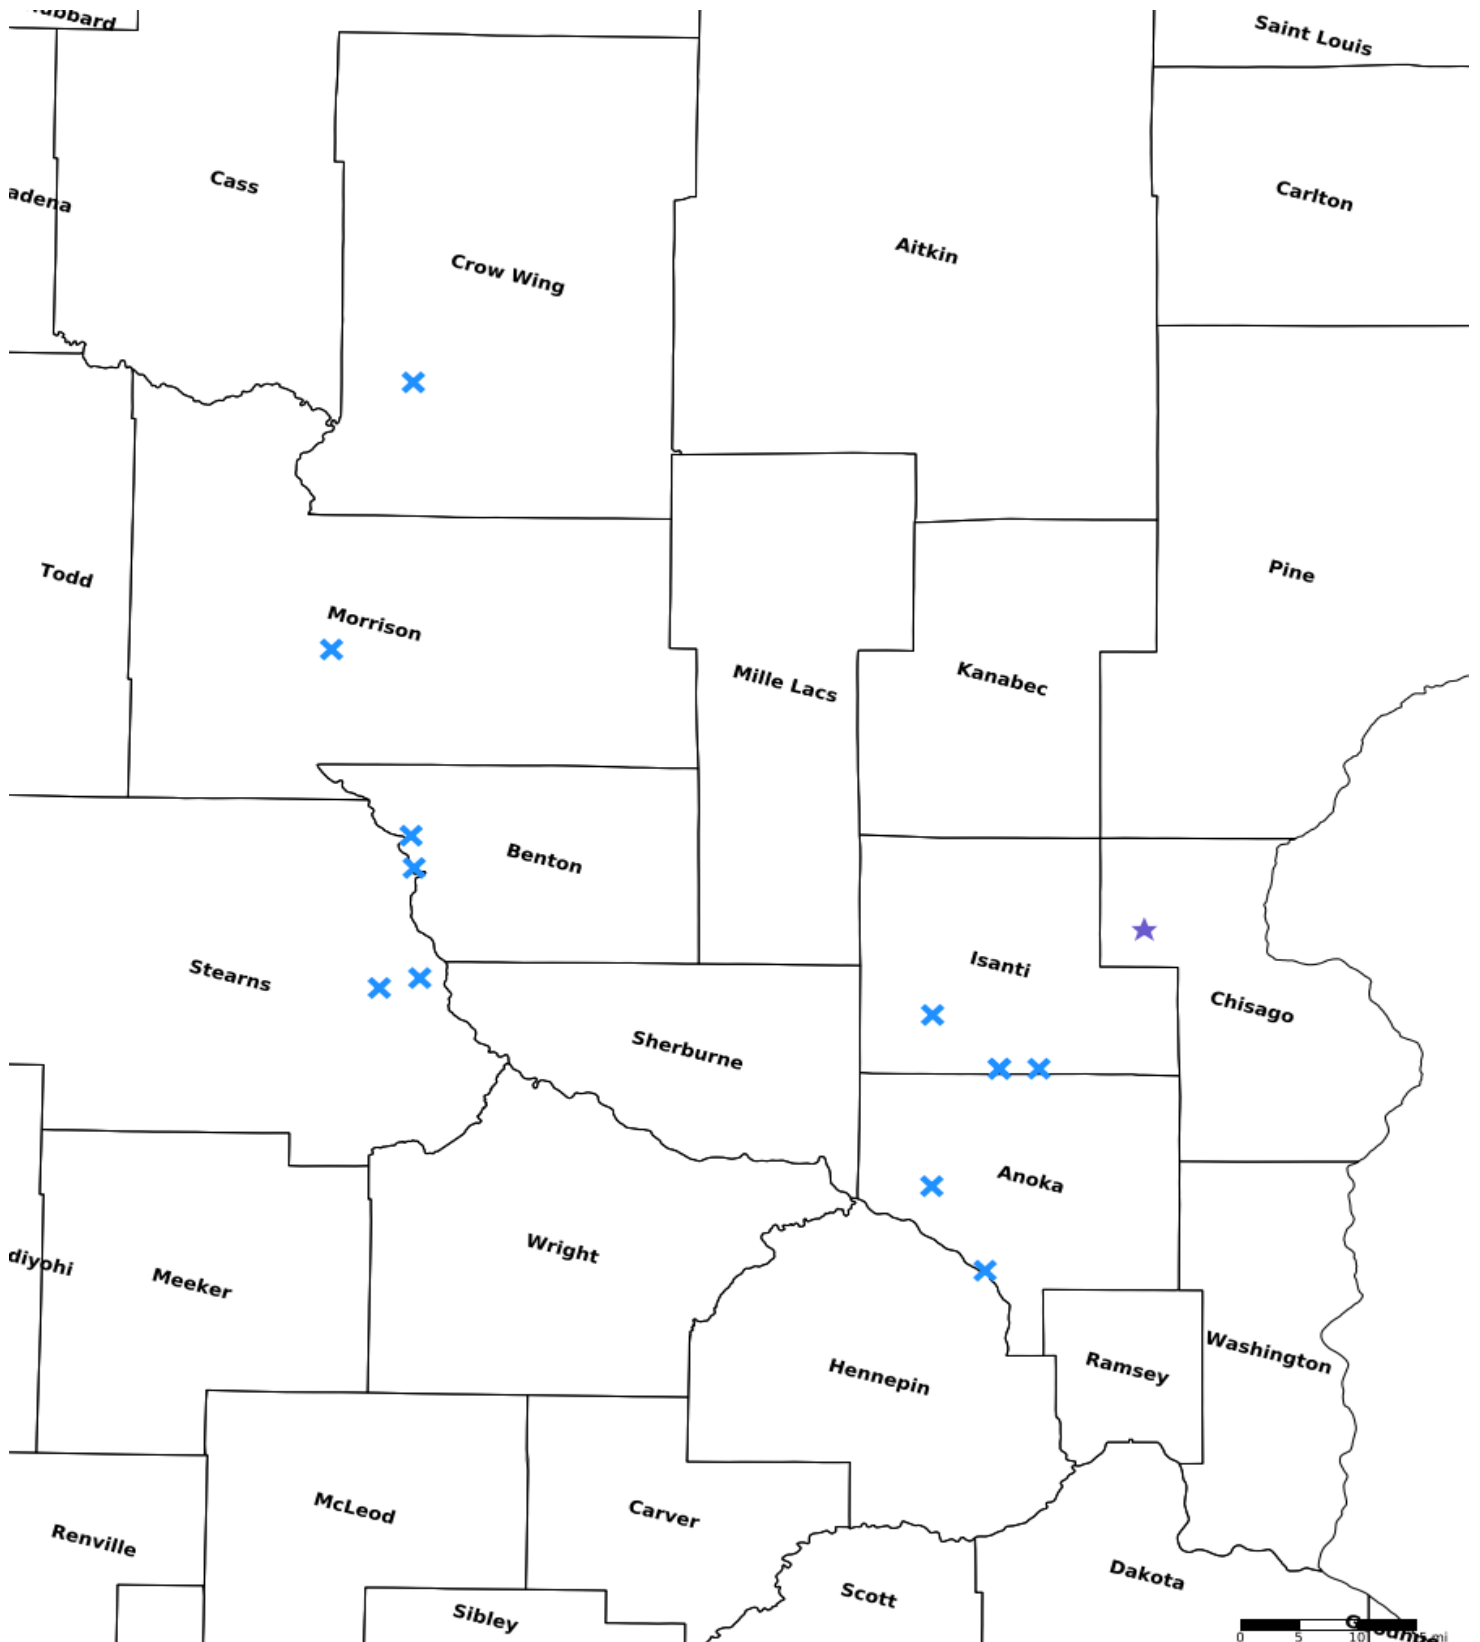 Saint Louis
Cass
Carlton
Aitkin
Crow Wing
Todd
Pine
Morrison
Mille Lacs
Kanabec
Benton
Stearns
Isanti
Chisago
Sherburne
Anoka
Wright
Meeker
Washington
Ramsey
Hennepin
McLeod
Carver
Renville
Dakota
Scott
Sibley
0 5 10 mi